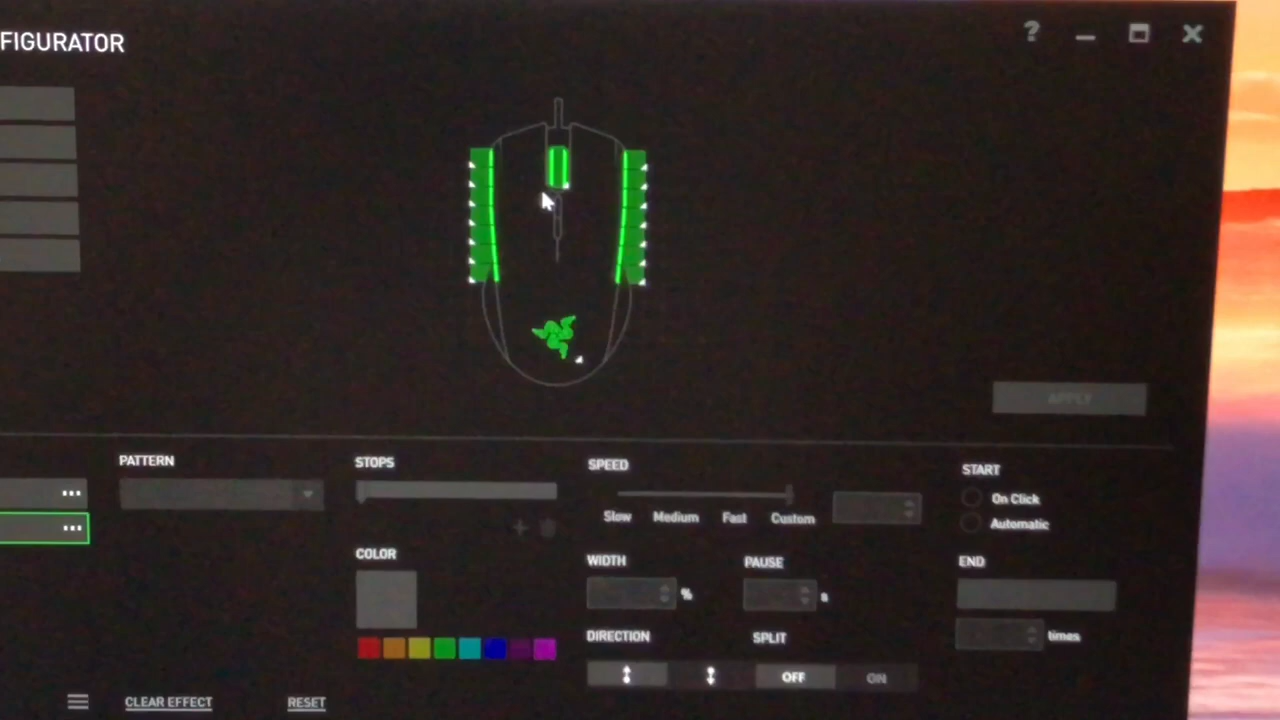 FIGURATOR
?
APPLY
PATTERN
STOPS
SPEED
Slow Medium Fast Custom
START
On Click
Automatic
COLOR
WIDTH
%
PAUSE
s
END
times
DIRECTION
SPLIT
OFF ON
CLEAR EFFECT
RESET